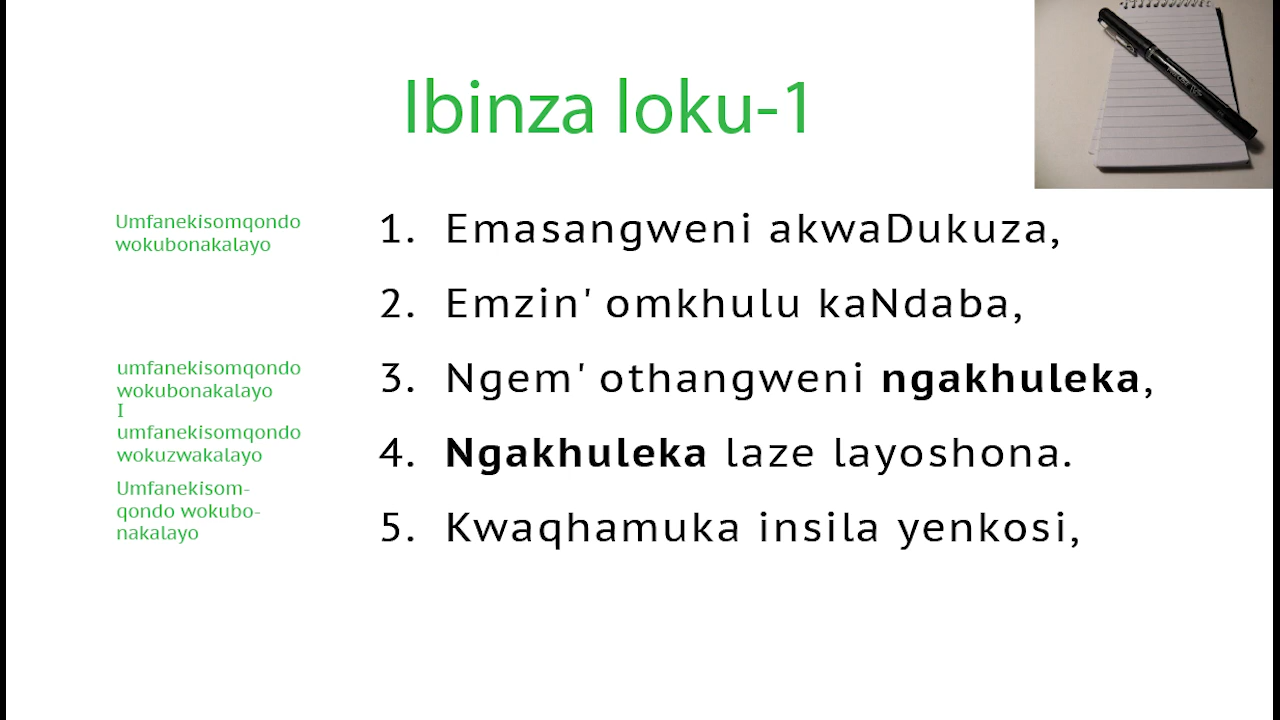 Ibinza loku-1
Umfanekisomqondo
wokubonakalayo
1. Emasangweni akwaDukuza,
2. Emzin' omkhulu kaNdaba,
umfanekisomqondo
wokubonakalayo
I
umfanekisomqondo
wokuzwakalayo
3. Ngem' othangweni ngakhuleka,
4. Ngakhuleka laze layoshona.
Umfanekisom-
qondo wokubo-
nakalayo
5. Kwaqhamuka insila yenkosi,